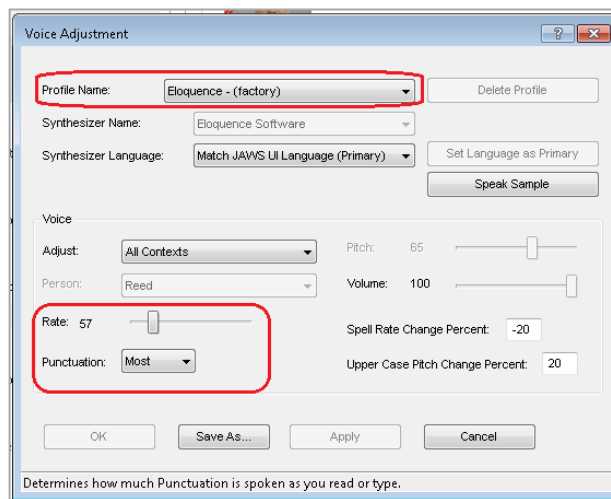 Voice Adjustment
Profile Name: Eloquence - (factory) Delete Profile
Synthesizer Name: Eloquence Software
Synthesizer Language: Match JAWS UI Language (Primary) Set Language as Primary
Speak Sample
Voice
Adjust: All Contexts Pitch: 65
Person: Reed Volume: 100
Rate: 57 Spell Rate Change Percent: -20
Punctuation: Most Upper Case Pitch Change Percent: 20
OK Save As... Apply Cancel
Determines how much Punctuation is spoken as you read or type.